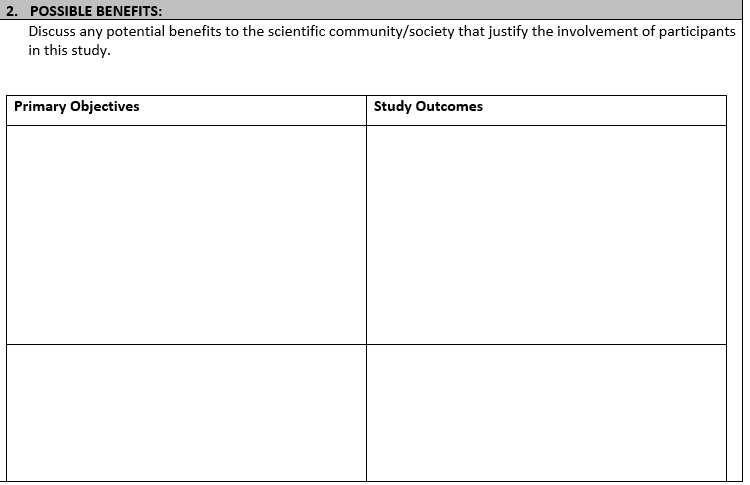 2. POSSIBLE BENEFITS:
Discuss any potential benefits to the scientific community/society that justify the involvement of participants
in this study.
Primary Objectives Study Outcomes